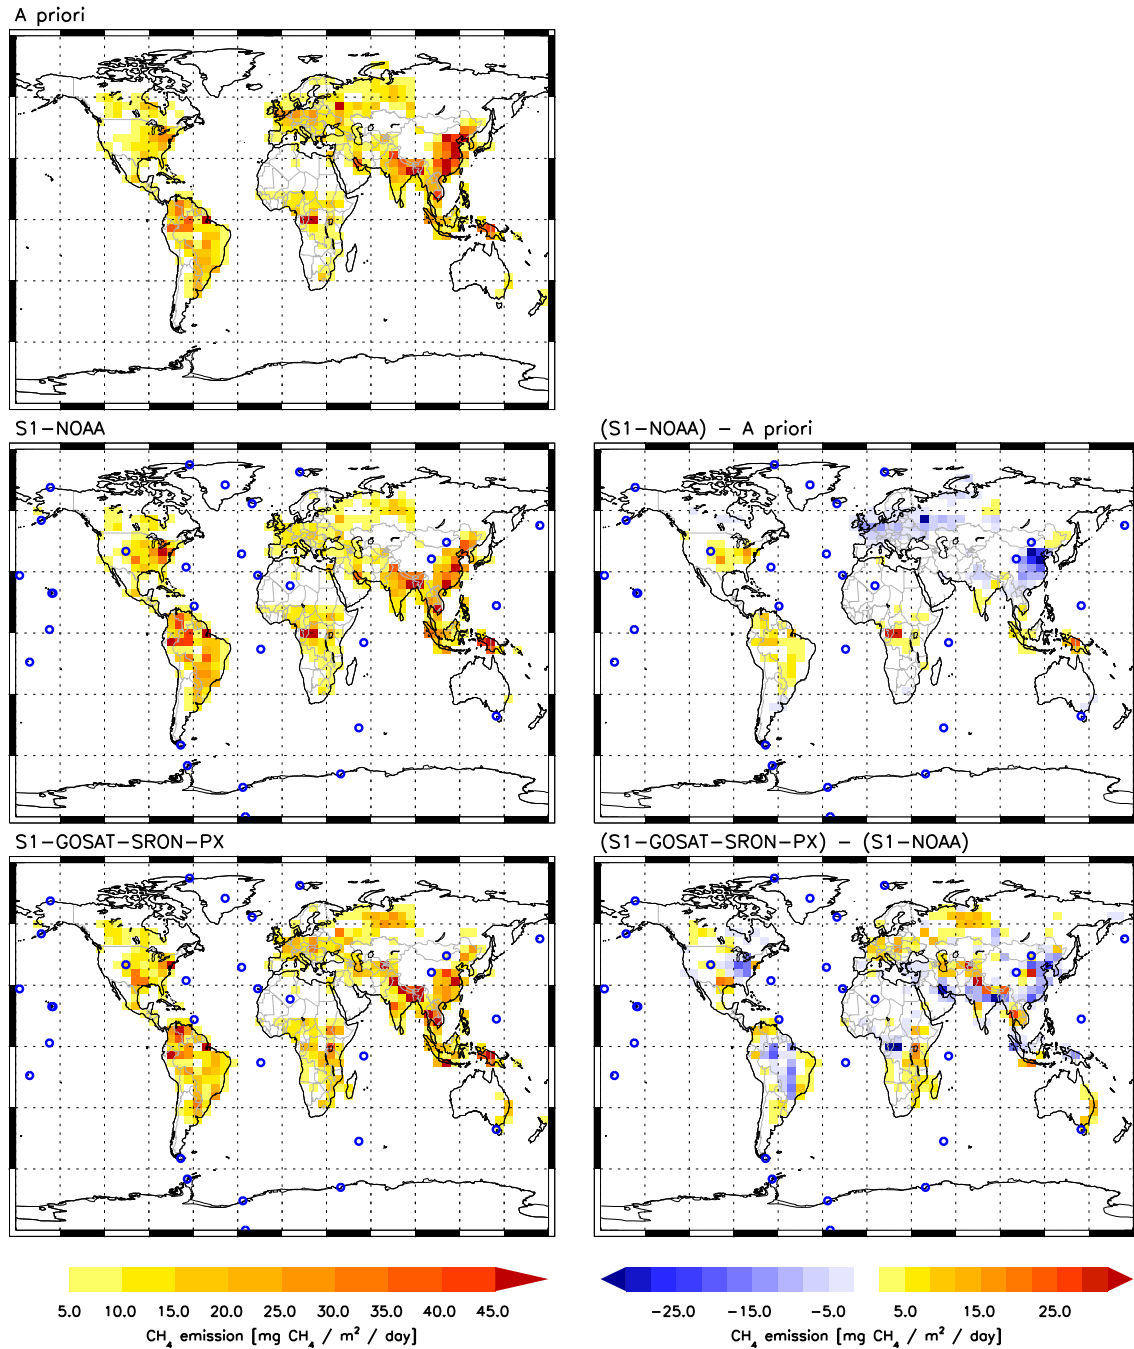 A priori
S1-NOAA
(S1-NOAA) - A priori
S1-GOSAT-SRON-PX
(S1-GOSAT-SRON-PX) - (S1-NOAA)
5.0 10.0 15.0 20.0 25.0 30.0 35.0 40.0 45.0
CH₄ emission [mg CH₄ / m² / day]
-25.0 -15.0 -5.0 5.0 15.0 25.0
CH₄ emission [mg CH₄ / m² / day]